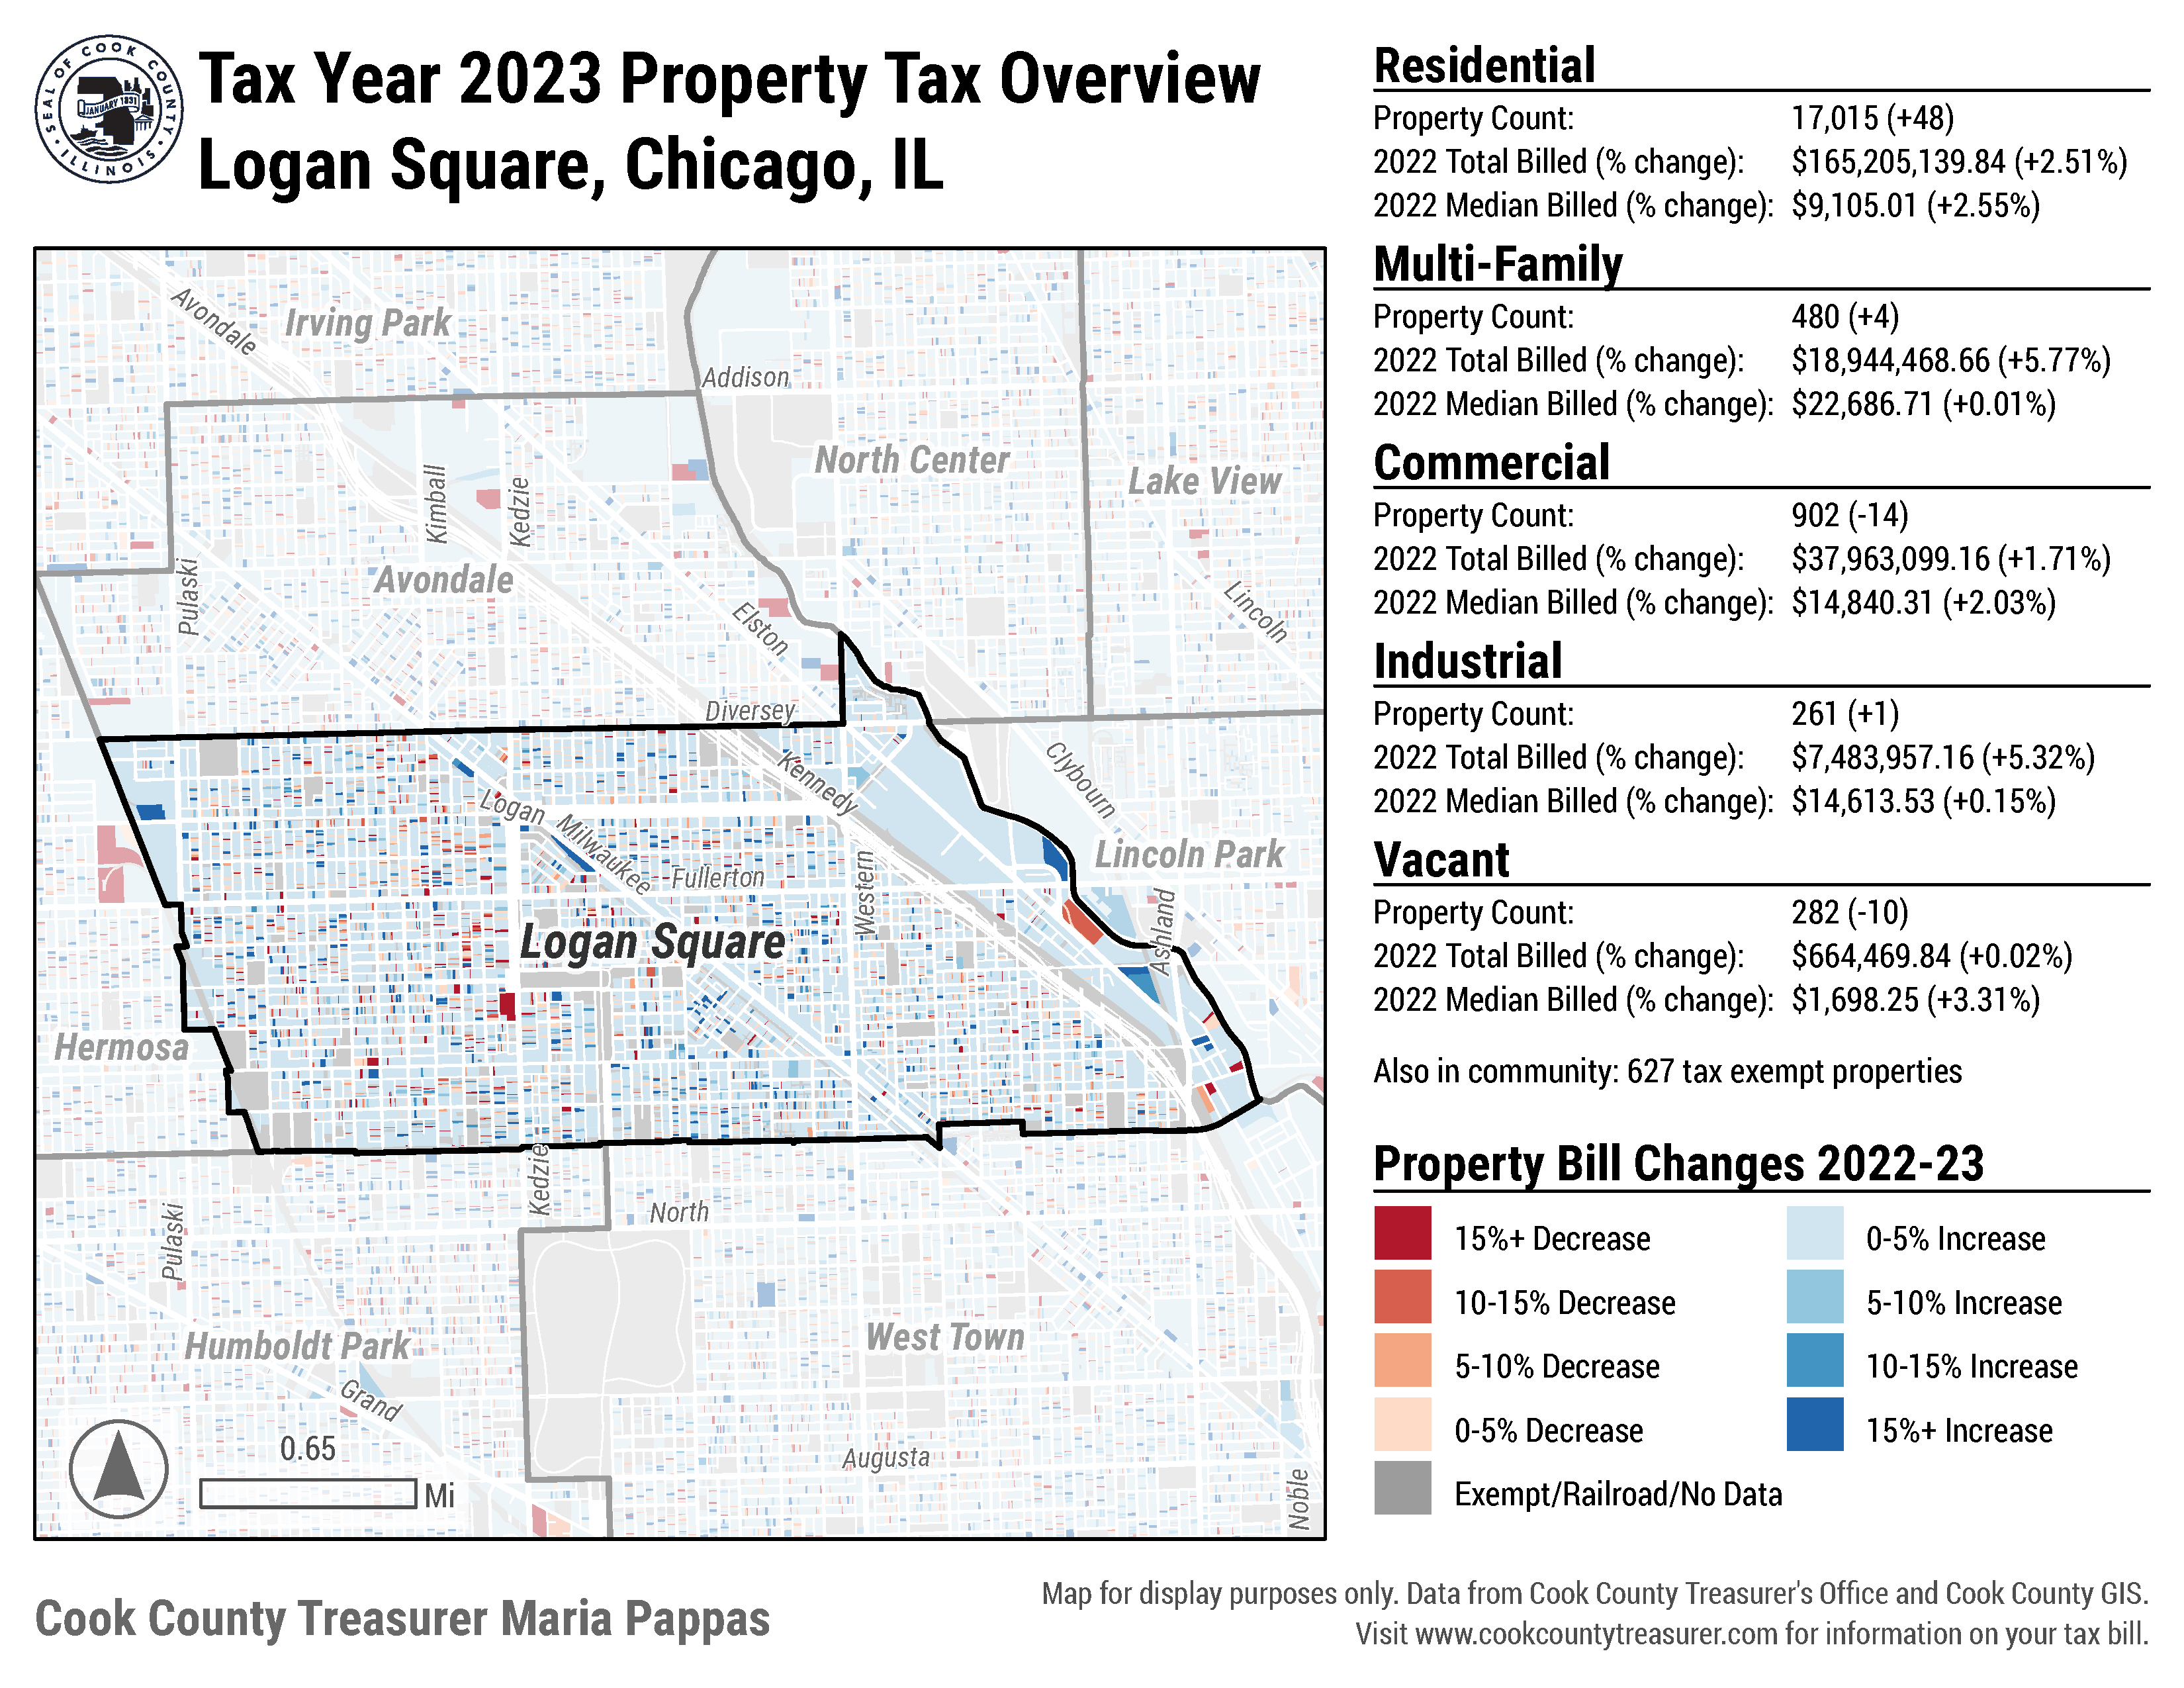 SEAL OF COOK COUNTY
ILLINOIS
JANUARY 1831
Tax Year 2023 Property Tax Overview
Logan Square, Chicago, IL
Avondale
Irving Park
Addison
North Center
Lake View
Kimball
Kedzie
Pulaski
Avondale
Elston
Lincoln
Diversey
Kennedy
Clybourn
Logan
Milwaukee
Fullerton
Western
Lincoln Park
Ashland
Logan Square
Hermosa
Kedzie
North
Pulaski
Humboldt Park
West Town
Grand
Augusta
Noble
0.65
Mi
Residential
Property Count: 17,015 (+48)
2022 Total Billed (% change): $165,205,139.84 (+2.51%)
2022 Median Billed (% change): $9,105.01 (+2.55%)
Multi-Family
Property Count: 480 (+4)
2022 Total Billed (% change): $18,944,468.66 (+5.77%)
2022 Median Billed (% change): $22,686.71 (+0.01%)
Commercial
Property Count: 902 (-14)
2022 Total Billed (% change): $37,963,099.16 (+1.71%)
2022 Median Billed (% change): $14,840.31 (+2.03%)
Industrial
Property Count: 261 (+1)
2022 Total Billed (% change): $7,483,957.16 (+5.32%)
2022 Median Billed (% change): $14,613.53 (+0.15%)
Vacant
Property Count: 282 (-10)
2022 Total Billed (% change): $664,469.84 (+0.02%)
2022 Median Billed (% change): $1,698.25 (+3.31%)
Also in community: 627 tax exempt properties
Property Bill Changes 2022-23
15%+ Decrease
0-5% Increase
10-15% Decrease
5-10% Increase
5-10% Decrease
10-15% Increase
0-5% Decrease
15%+ Increase
Exempt/Railroad/No Data
Cook County Treasurer Maria Pappas
Map for display purposes only. Data from Cook County Treasurer's Office and Cook County GIS.
Visit www.cookcountytreasurer.com for information on your tax bill.